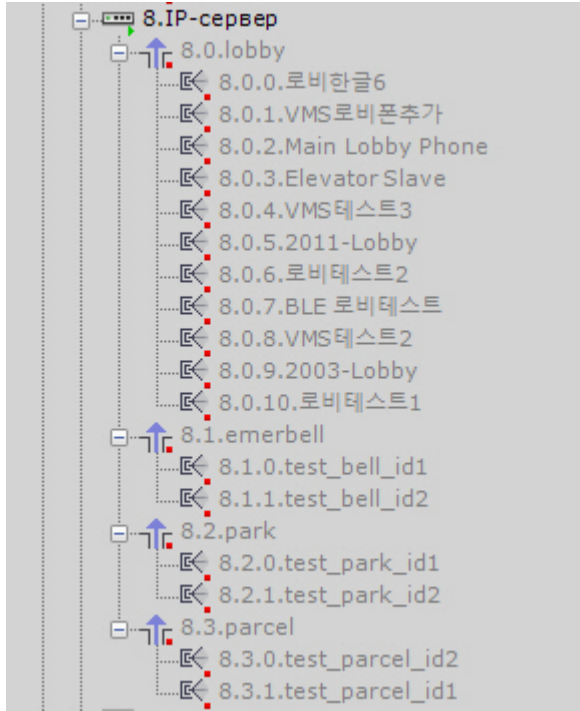 8.IP-сервер
8.0.lobby
8.0.0.로비한글6
8.0.1.VMS로비폰추가
8.0.2.Main Lobby Phone
8.0.3.Elevator Slave
8.0.4.VMS테스트3
8.0.5.2011-Lobby
8.0.6.로비테스트2
8.0.7.BLE 로비테스트
8.0.8.VMS테스트2
8.0.9.2003-Lobby
8.0.10.로비테스트1
8.1.emerbell
8.1.0.test_bell_id1
8.1.1.test_bell_id2
8.2.park
8.2.0.test_park_id1
8.2.1.test_park_id2
8.3.parcel
8.3.0.test_parcel_id2
8.3.1.test_parcel_id1